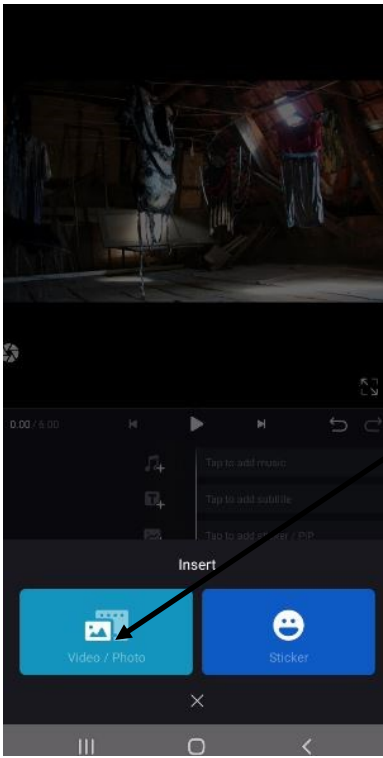 0:00 / 6:00
Tap to add music
Tap to add subtitle
Tap to add sticker / PIP
Insert
Video / Photo
Sticker